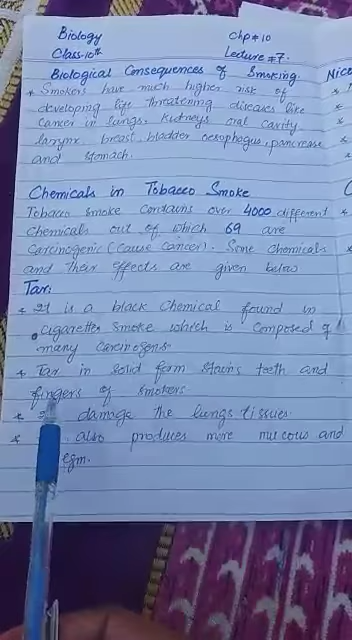 Biology Chp # 10
Class-10th Lecture #7.
Biological Consequences of Smoking
* Smokers have much higher risk of
developing life threatening diseases like
Cancer in lungs, kidneys oral cavity
larynx, breast, bladder oesophagus, pancrease
and stomach.
Chemicals in Tobacco Smoke
Tobacco smoke contains over 4000 different
Chemicals out of which 69 are
Carcinogenic (cause cancer). Some Chemicals
and their effects are given below
Tar:
* It is a black Chemical found in
cigarettes smoke which is composed of
many carcinogens.
* Tar in solid form stains teeth and
fingers of smokers
* damage the lungs tissues.
* also produces more mucous and
egm.
Nico